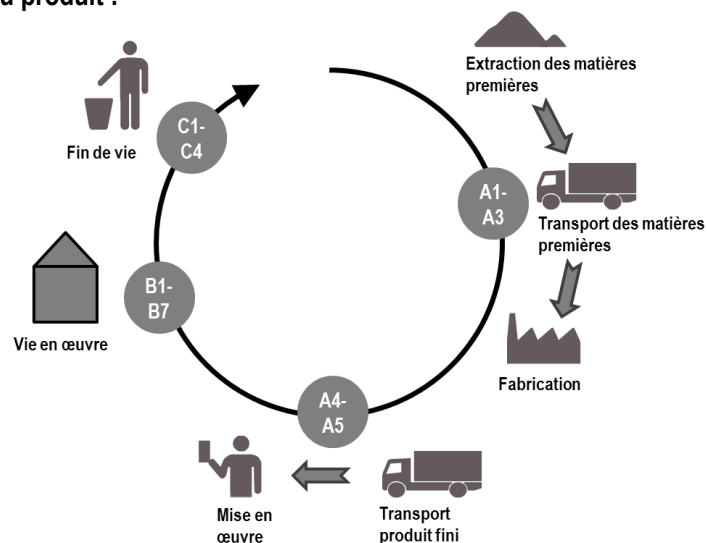 u produit :
Extraction des matières
premières
A1-
A3
Transport des matières
premières
Fabrication
A4-
A5
Transport
produit fini
Mise en
œuvre
B1-
B7
Vie en œuvre
C1-
C4
Fin de vie